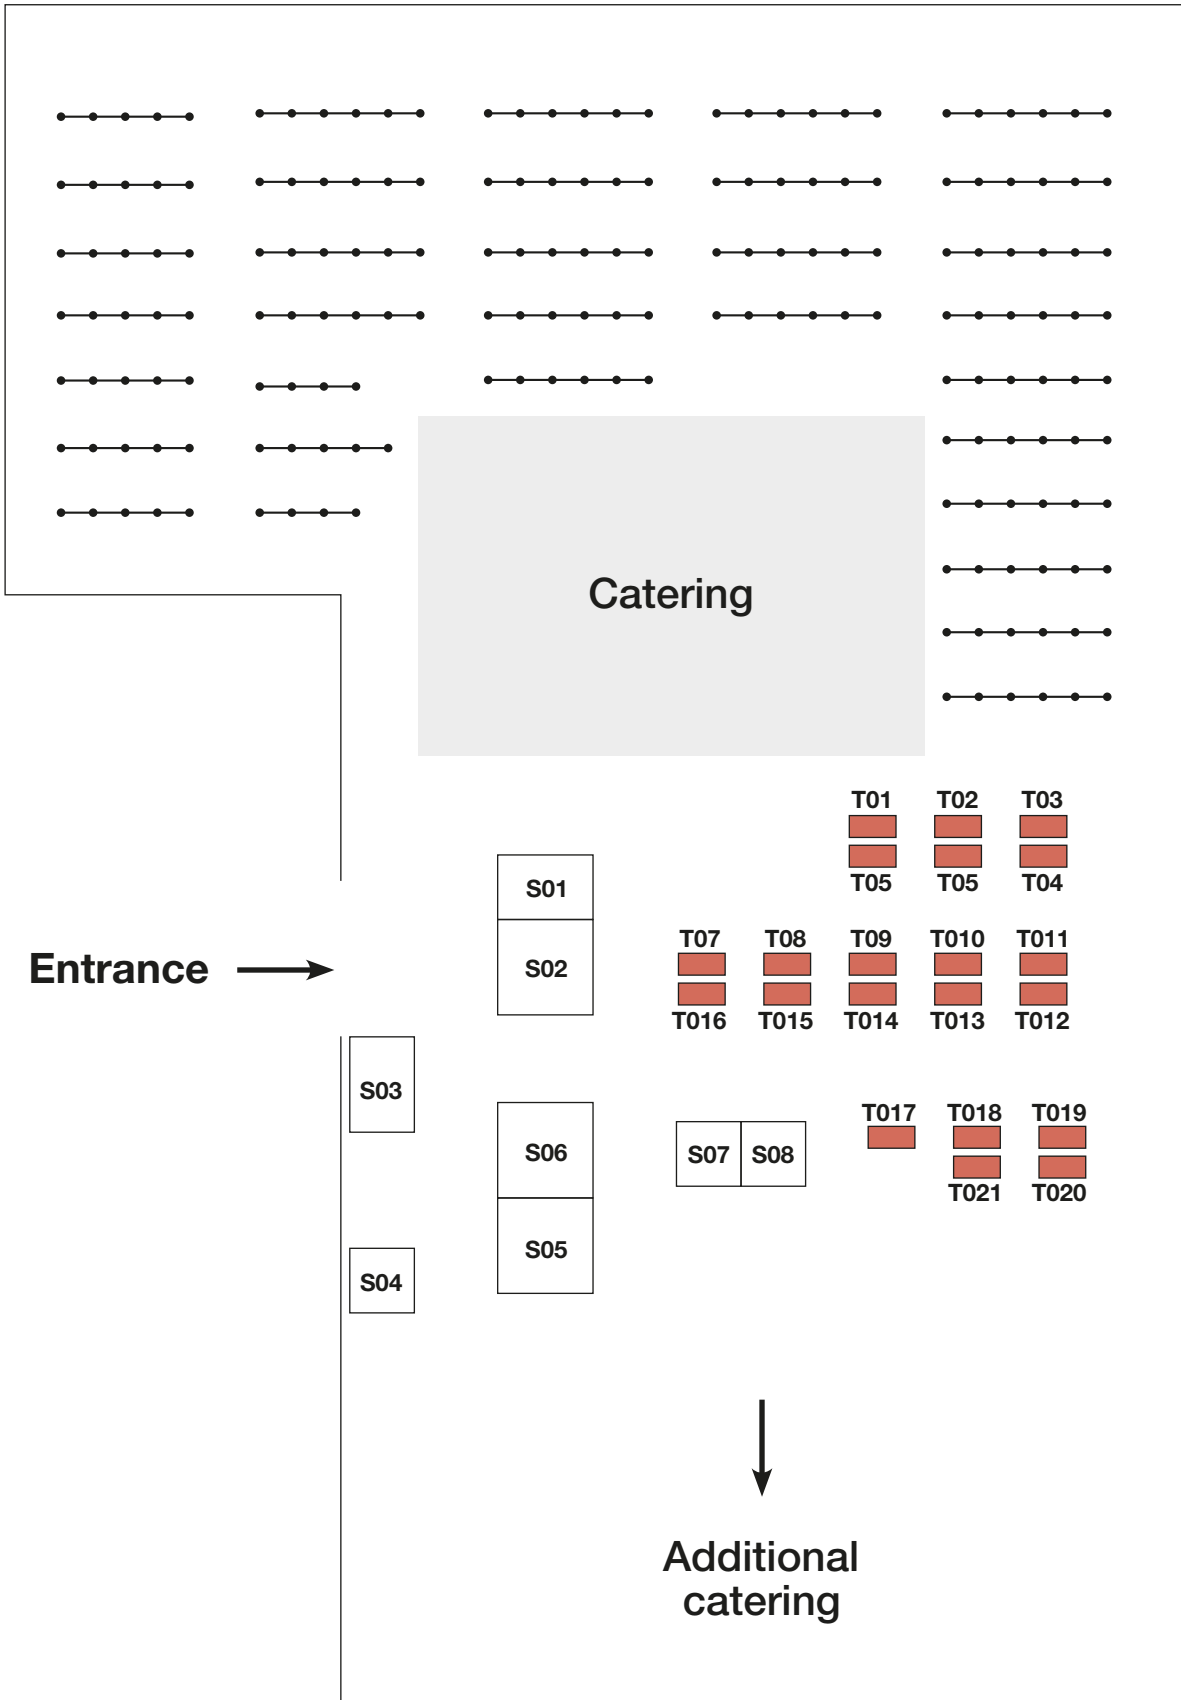 Catering
T01 T02 T03
T05 T05 T04
S01
T07 T08 T09 T010 T011
Entrance
S02
T016 T015 T014 T013 T012
S03
T017 T018 T019
S06
S07 S08
T021 T020
S05
S04
Additional
catering